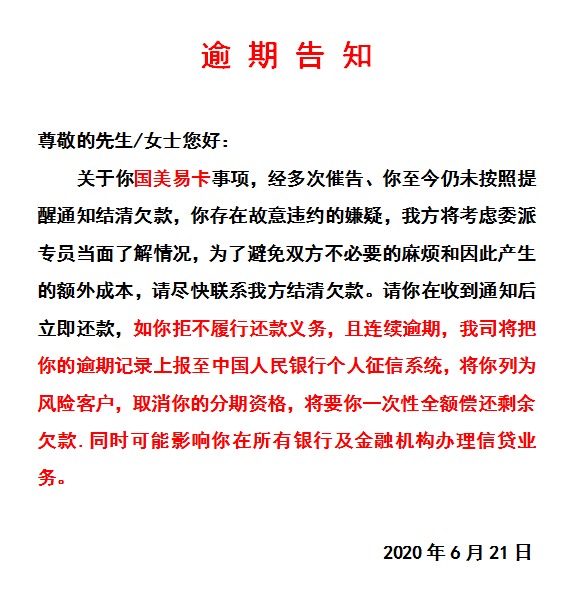 逾期告知
尊敬的先生/女士您好：
关于你国美易卡事项，经多次催告、你至今仍未按照提
醒通知结清欠款，你存在故意违约的嫌疑，我方将考虑委派
专员当面了解情况，为了避免双方不必要的麻烦和因此产生
的额外成本，请尽快联系我方结清欠款。请你在收到通知后
立即还款，如你拒不履行还款义务，且连续逾期，我司将把
你的逾期记录上报至中国人民银行个人征信系统，将你列为
风险客户，取消你的分期资格，将要你一次性全额偿还剩余
欠款.同时可能影响你在所有银行及金融机构办理信贷业
务。
2020年6月21日